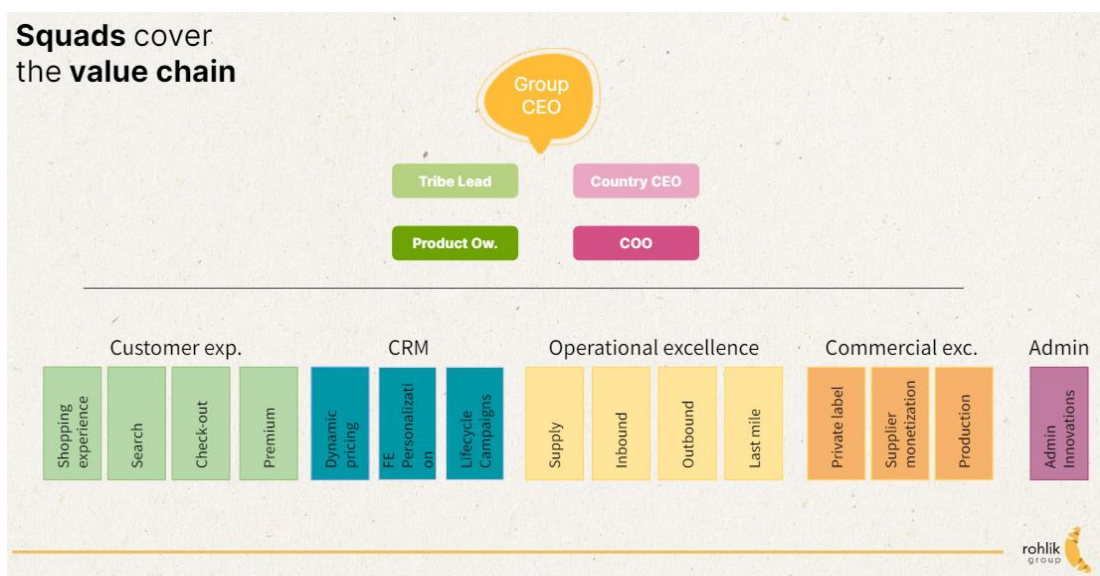 Squads cover
the value chain
Group
CEO
Tribe Lead
Country CEO
Product Ow.
COO
Customer exp.
CRM
Operational excellence
Commercial exc.
Admin
Shopping
experience
Search
Check-out
Premium
Dynamic
pricing
FE
Personalizati
on
Lifecycle
Campaigns
Supply
Inbound
Outbound
Last mile
Private label
Supplier
monetization
Production
Admin
Innovations
rohlik
group